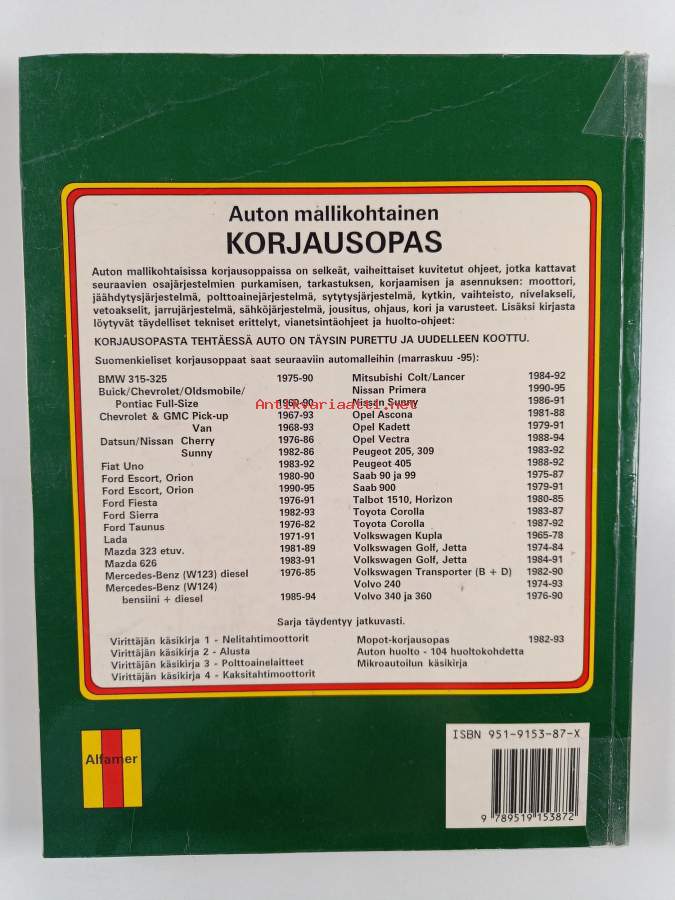 Auton mallikohtainen
KORJAUSOPAS
Auton mallikohtaisissa korjausoppaissa on selkeät, vaiheittaiset kuvitetut ohjeet, jotka kattavat
seuraavien osajärjestelmien purkamisen, tarkastuksen, korjaamisen ja asennuksen: moottori,
jäähdytysjärjestelmä, polttoainejärjestelmä, sytytysjärjestelmä, kytkin, vaihteisto, nivelakseli,
vetoakselit, jarrujärjestelmä, sähköjärjestelmä, jousitus, ohjaus, kori ja varusteet. Lisäksi kirjasta
löytyvät täydelliset tekniset erittelyt, vianetsintäohjeet ja huolto-ohjeet:
KORJAUSOPASTA TEHTÄESSÄ AUTO ON TÄYSIN PURETTU JA UUDELLEEN KOOTTU.
Suomenkieliset korjausoppaat saat seuraaviin automalleihin (marraskuu -95):
BMW 315-325 1975-90
Buick/Chevrolet/Oldsmobile/
Pontiac Full-Size 1960-90
Chevrolet & GMC Pick-up 1967-93
Van 1968-93
Datsun/Nissan Cherry 1976-86
Sunny 1982-86
Fiat Uno 1983-92
Ford Escort, Orion 1980-90
Ford Escort, Orion 1990-95
Ford Fiesta 1976-91
Ford Sierra 1982-93
Ford Taunus 1976-82
Lada 1971-91
Mazda 323 etuv. 1981-89
Mazda 626 1983-91
Mercedes-Benz (W123) diesel 1976-85
Mercedes-Benz (W124)
bensiini + diesel 1985-94
Mitsubishi Colt/Lancer 1984-92
Nissan Primera 1990-95
Nissan Sunny 1986-91
Opel Ascona 1981-88
Opel Kadett 1979-91
Opel Vectra 1988-94
Peugeot 205, 309 1983-92
Peugeot 405 1988-92
Saab 90 ja 99 1975-87
Saab 900 1979-91
Talbot 1510, Horizon 1980-85
Toyota Corolla 1983-87
Toyota Corolla 1987-92
Volkswagen Kupla 1965-78
Volkswagen Golf, Jetta 1974-84
Volkswagen Golf, Jetta 1984-91
Volkswagen Transporter (B + D) 1982-90
Volvo 240 1974-93
Volvo 340 ja 360 1976-90
Antikvariaatti.net
Sarja täydentyy jatkuvasti.
Virittäjän käsikirja 1 - Nelitahtimoottorit
Virittäjän käsikirja 2 - Alusta
Virittäjän käsikirja 3 - Polttoainelaitteet
Virittäjän käsikirja 4 - Kaksitahtimoottorit
Mopot-korjausopas 1982-93
Auton huolto - 104 huoltokohdetta
Mikroautoilun käsikirja
Alfamer
ISBN 951-9153-87-X
9 789519 153872